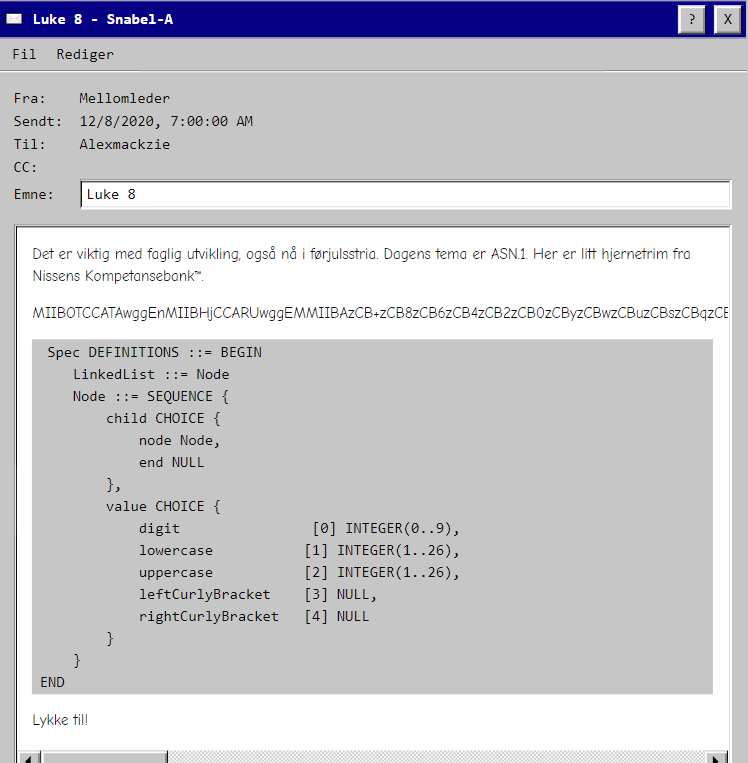 Luke 8 - Snabel-A ? X
Fil Rediger
Fra: Mellomleder
Sendt: 12/8/2020, 7:00:00 AM
Til: Alexmackzie
CC:
Emne: Luke 8
Det er viktig med faglig utvikling, også nå i førjulsstria. Dagens tema er ASN.1. Her er litt hjernetrim fra
Nissens Kompetansebank™.
MIIBOTCCATAwggEnMIIBHjCCARUwggEMMIIBAzCB+zCB8zCB6zCB4zCB2zCB0zCByzCBwzCBuzCBszCBqzCB
Spec DEFINITIONS ::= BEGIN
LinkedList ::= Node
Node ::= SEQUENCE {
child CHOICE {
node Node,
end NULL
},
value CHOICE {
digit [0] INTEGER(0..9),
lowercase [1] INTEGER(1..26),
uppercase [2] INTEGER(1..26),
leftCurlyBracket [3] NULL,
rightCurlyBracket [4] NULL
}
}
END
Lykke til!